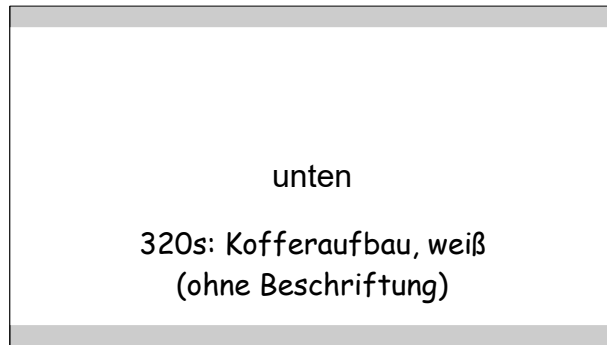 unten
320s: Kofferaufbau, weiß
(ohne Beschriftung)